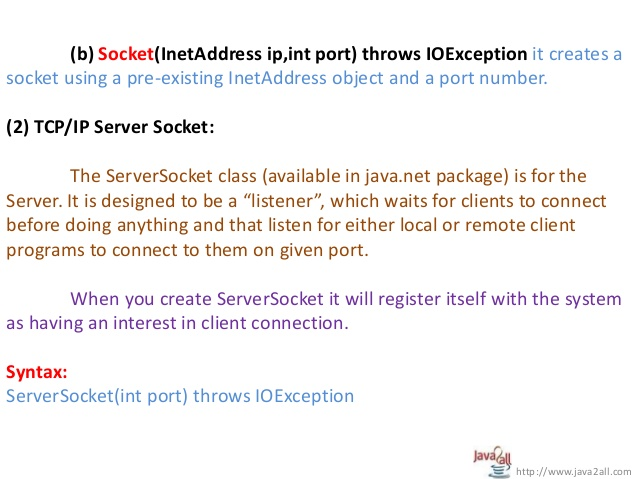 (b) Socket(InetAddress ip,int port) throws IOException it creates a
socket using a pre-existing InetAddress object and a port number.
(2) TCP/IP Server Socket:
The ServerSocket class (available in java.net package) is for the
Server. It is designed to be a “listener”, which waits for clients to connect
before doing anything and that listen for either local or remote client
programs to connect to them on given port.
When you create ServerSocket it will register itself with the system
as having an interest in client connection.
Syntax:
ServerSocket(int port) throws IOException
Java2all
http://www.java2all.com